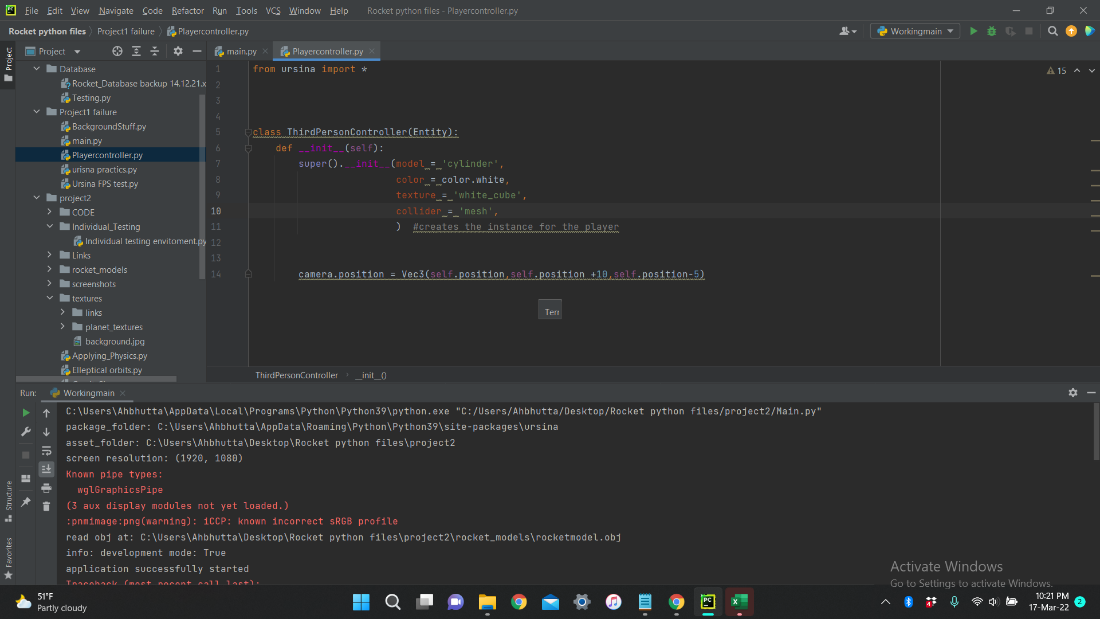 File Edit View Navigate Code Refactor Run Tools VCS Window Help Rocket python files - Playercontroller.py
Rocket python files Project1 failure Playercontroller.py Workingmain
Project
Project
main.py Playercontroller.py
Database
Rocket_Database backup 14.12.21.x
Testing.py
Project1 failure
BackgroundStuff.py
main.py
Playercontroller.py
urisna practics.py
Ursina FPS test.py
project2
CODE
Individual_Testing
Individual testing envitoment.py
Links
rocket_models
screenshots
textures
links
planet_textures
background.jpg
Applying_Physics.py
Elleptical orbits.py
15
1 from ursina import *
2
3
4
5 class ThirdPersonController(Entity):
6 def __init__(self):
7 super().__init__(model = 'cylinder',
8 color = color.white,
9 texture = 'white_cube',
10 collider = 'mesh',
11 ) #creates the instance for the player
12
13
14 camera.position = Vec3(self.position,self.position +10,self.position-5)
ThirdPersonController __init__()
Run: Workingmain
C:\Users\Ahbhutta\AppData\Local\Programs\Python\Python39\python.exe "C:/Users/Ahbhutta/Desktop/Rocket python files/project2/Main.py"
package_folder: C:\Users\Ahbhutta\AppData\Roaming\Python\Python39\site-packages\ursina
asset_folder: C:\Users\Ahbhutta\Desktop\Rocket python files\project2
screen resolution: (1920, 1080)
Known pipe types:
wglGraphicsPipe
(3 aux display modules not yet loaded.)
:pnmimage:png(warning): iCCP: known incorrect sRGB profile
read obj at: C:\Users\Ahbhutta\Desktop\Rocket python files\project2\rocket_models\rocketmodel.obj
info: development mode: True
application successfully started
Traceback (most recent call last):
Structure
Favorites
Activate Windows
Go to Settings to activate Windows.
51°F
Partly cloudy
10:21 PM
17-Mar-22
2